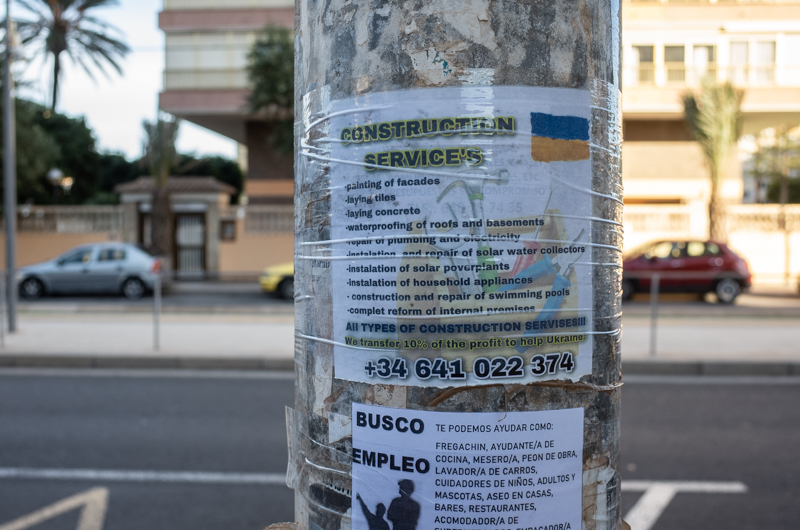 CONSTRUCTION
SERVICE'S
-painting of facades
-laying tiles
-laying concrete
-waterproofing of roofs and basements
-repair of plumbing and electricity
-instalation and repair of solar water collectors
-instalation of solar powerplants
-instalation of household appliances
- construction and repair of swimming pools
-complet reform of internal premises
All TYPES OF CONSTRUCTION SERVISES!!!
We transfer 10% of the profit to help Ukraine
+34 641 022 374
BUSCO
EMPLEO
TE PODEMOS AYUDAR COMO:
FREGACHIN, AYUDANTE/A DE
COCINA, MESERO/A, PEON DE OBRA,
LAVADOR/A DE CARROS,
CUIDADORES DE NIÑOS, ADULTOS Y
MASCOTAS, ASEO EN CASAS,
BARES, RESTAURANTES,
ACOMODADOR/A DE